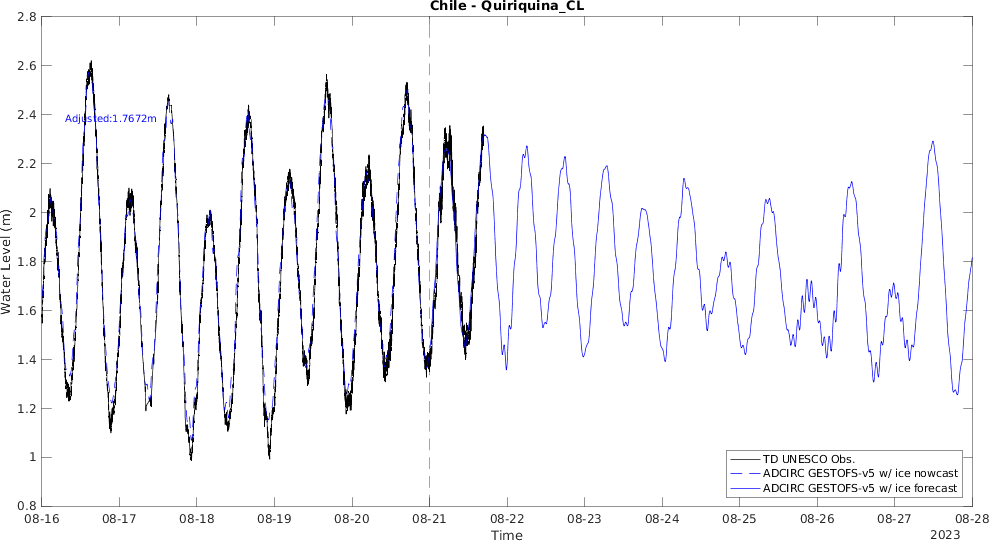 Chile - Quiriquina_CL
Water Level (m)
2.8
2.6
2.4
2.2
2
1.8
1.6
1.4
1.2
1
0.8
Adjusted:1.7672m
TD UNESCO Obs.
ADCIRC GESTOFS-v5 w/ ice nowcast
ADCIRC GESTOFS-v5 w/ ice forecast
08-16 08-17 08-18 08-19 08-20 08-21 08-22 08-23 08-24 08-25 08-26 08-27 08-28
Time
2023